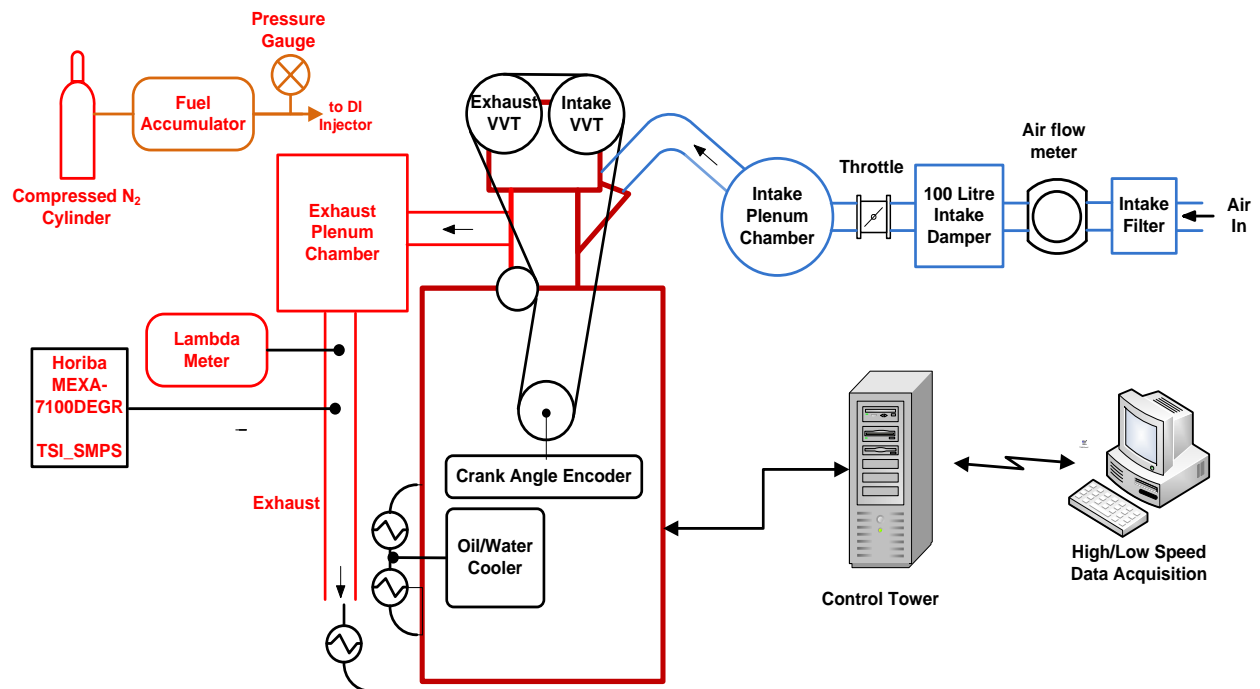 Pressure
Gauge
Fuel
Accumulator
to DI
Injector
Compressed N₂
Cylinder
Exhaust
VVT
Intake
VVT
Exhaust
Plenum
Chamber
Intake
Plenum
Chamber
Throttle
100 Litre
Intake
Damper
Air flow
meter
Intake
Filter
Air
In
Lambda
Meter
Horiba
MEXA-
7100DEGR
TSI_SMPS
Exhaust
Crank Angle Encoder
Oil/Water
Cooler
Control Tower
High/Low Speed
Data Acquisition